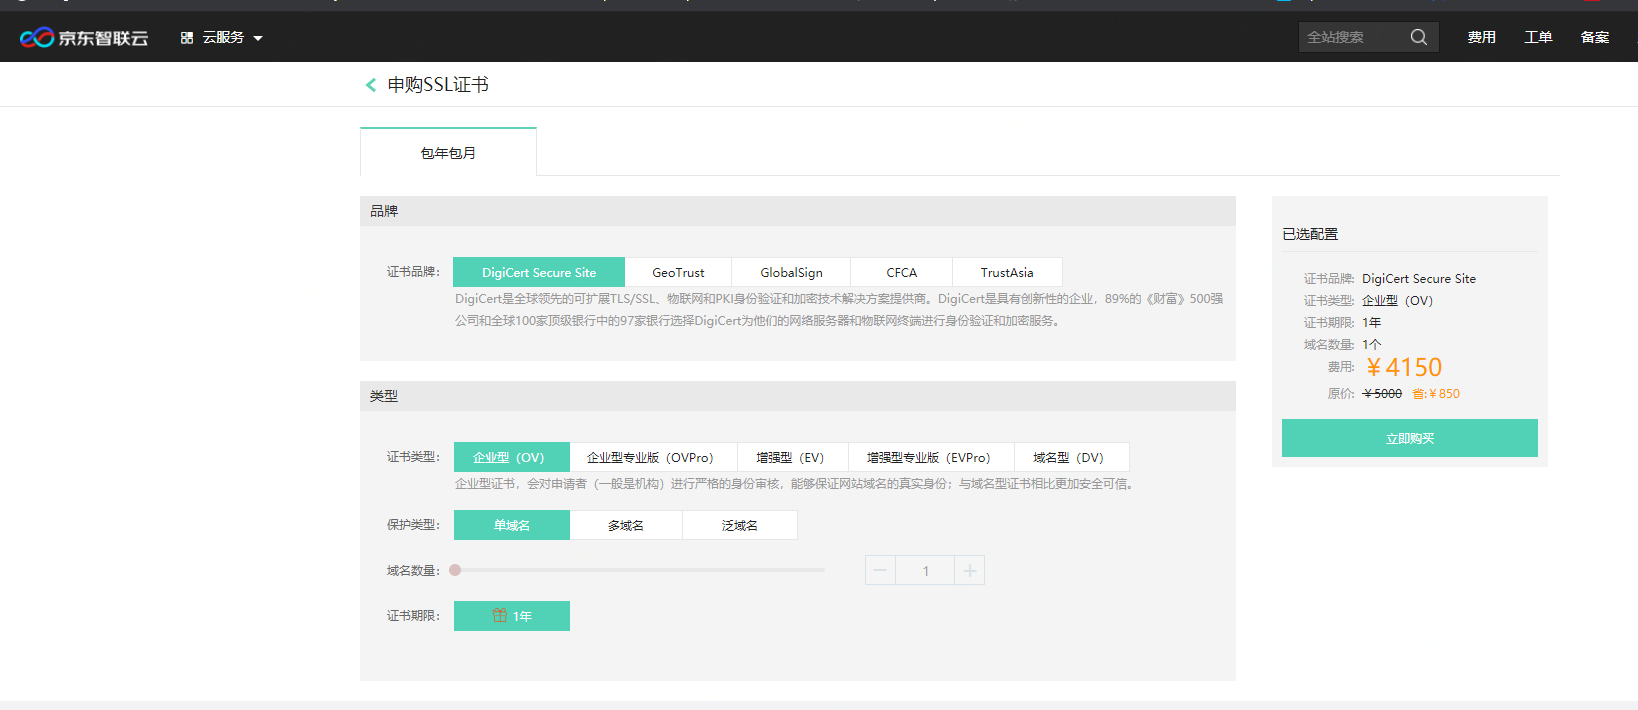 京东智联云 云服务 全站搜索 费用 工单 备案
申购SSL证书
包年包月
品牌
证书品牌: DigiCert Secure Site GeoTrust GlobalSign CFCA TrustAsia
DigiCert是全球领先的可扩展TLS/SSL、物联网和PKI身份验证和加密技术解决方案提供商。DigiCert是具有创新性的企业，89%的《财富》500强
公司和全球100家顶级银行中的97家银行选择DigiCert为他们的网络服务器和物联网终端进行身份验证和加密服务。
类型
证书类型: 企业型（OV） 企业型专业版（OVPro） 增强型（EV） 增强型专业版（EVPro） 域名型（DV）
企业型证书，会对申请者（一般是机构）进行严格的身份审核，能够保证网站域名的真实身份；与域名型证书相比更加安全可信。
保护类型: 单域名 多域名 泛域名
域名数量: 1
证书期限: 1年
已选配置
证书品牌: DigiCert Secure Site
证书类型: 企业型（OV）
证书期限: 1年
域名数量: 1个
费用: ￥4150
原价: ￥5000 省:￥850
立即购买